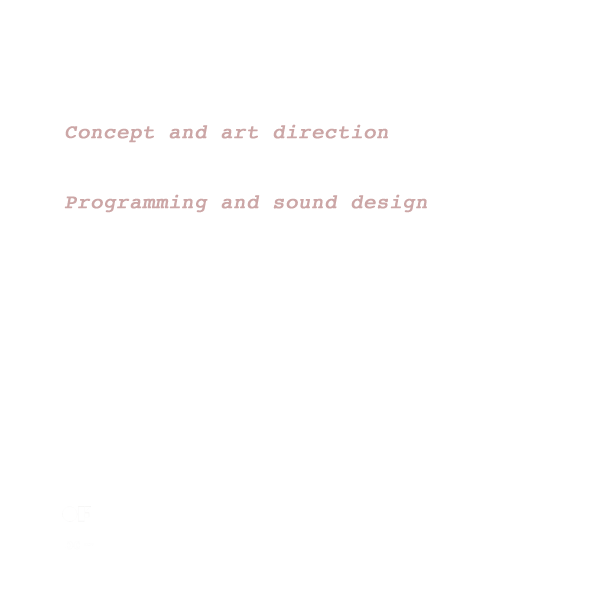 Concept and art direction
Programming and sound design